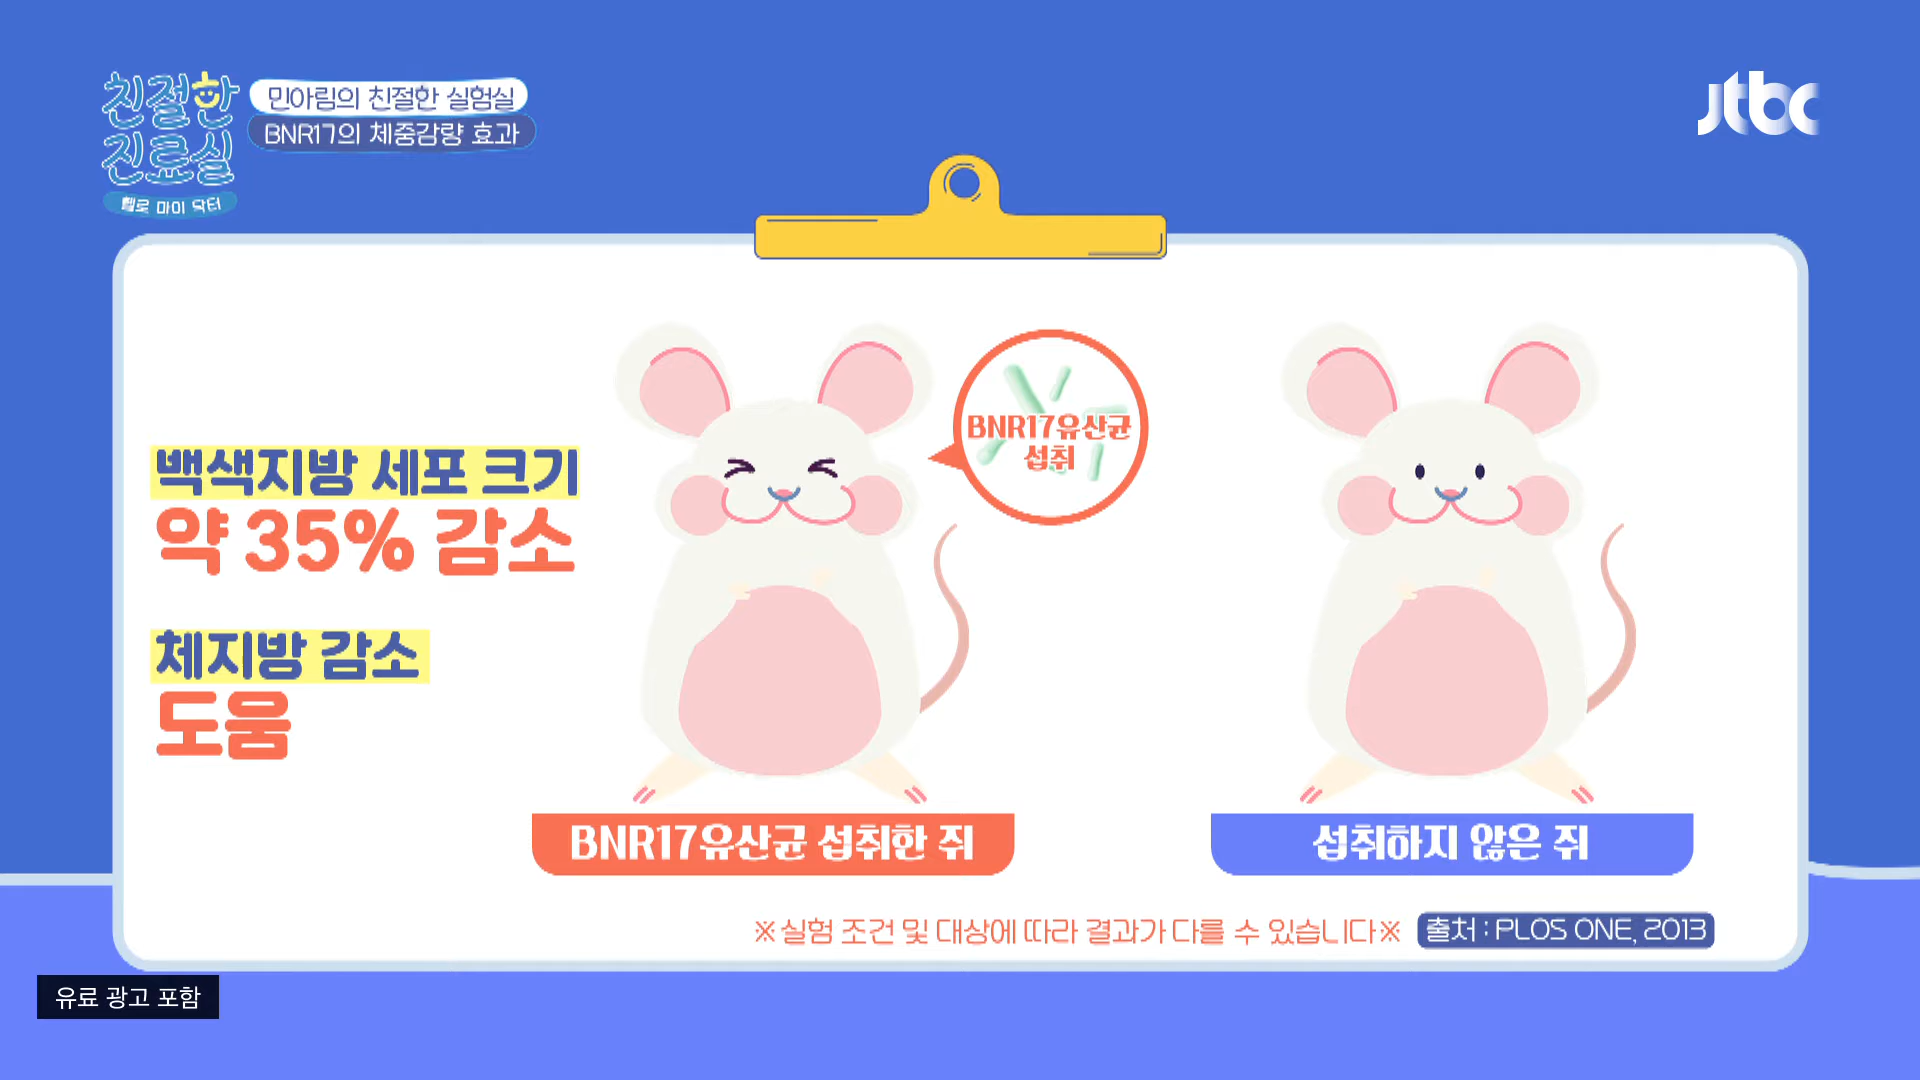 친절한
진료실
헬로 마이 닥터
민아림의 친절한 실험실
BNR17의 체중감량 효과
jtbc
백색지방 세포 크기
약 35% 감소
체지방 감소
도움
BNR17유산균
섭취
BNR17유산균 섭취한 쥐
섭취하지 않은 쥐
※실험 조건 및 대상에 따라 결과가 다를 수 있습니다※
출처 : PLOS ONE, 2013
유료 광고 포함